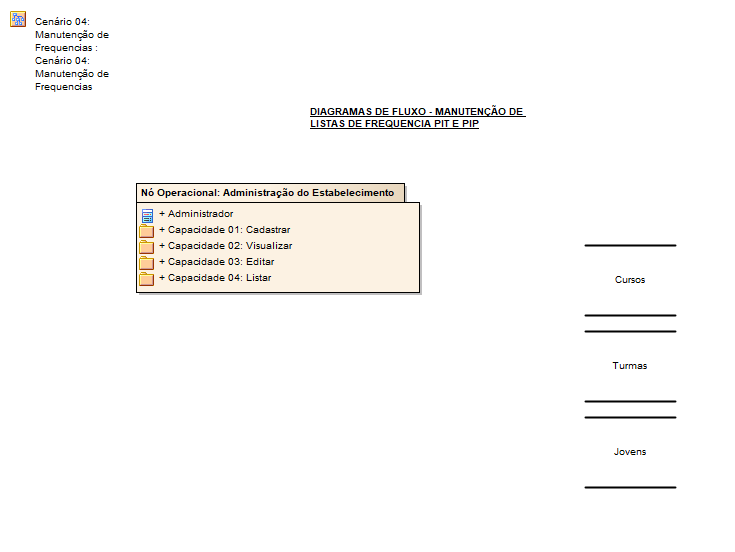 Cenário 04:
Manutenção de
Frequencias :
Cenário 04:
Manutenção de
Frequencias
DIAGRAMAS DE FLUXO - MANUTENÇÃO DE
LISTAS DE FREQUENCIA PIT E PIP
Nó Operacional: Administração do Estabelecimento
+ Administrador
+ Capacidade 01: Cadastrar
+ Capacidade 02: Visualizar
+ Capacidade 03: Editar
+ Capacidade 04: Listar
Cursos
Turmas
Jovens